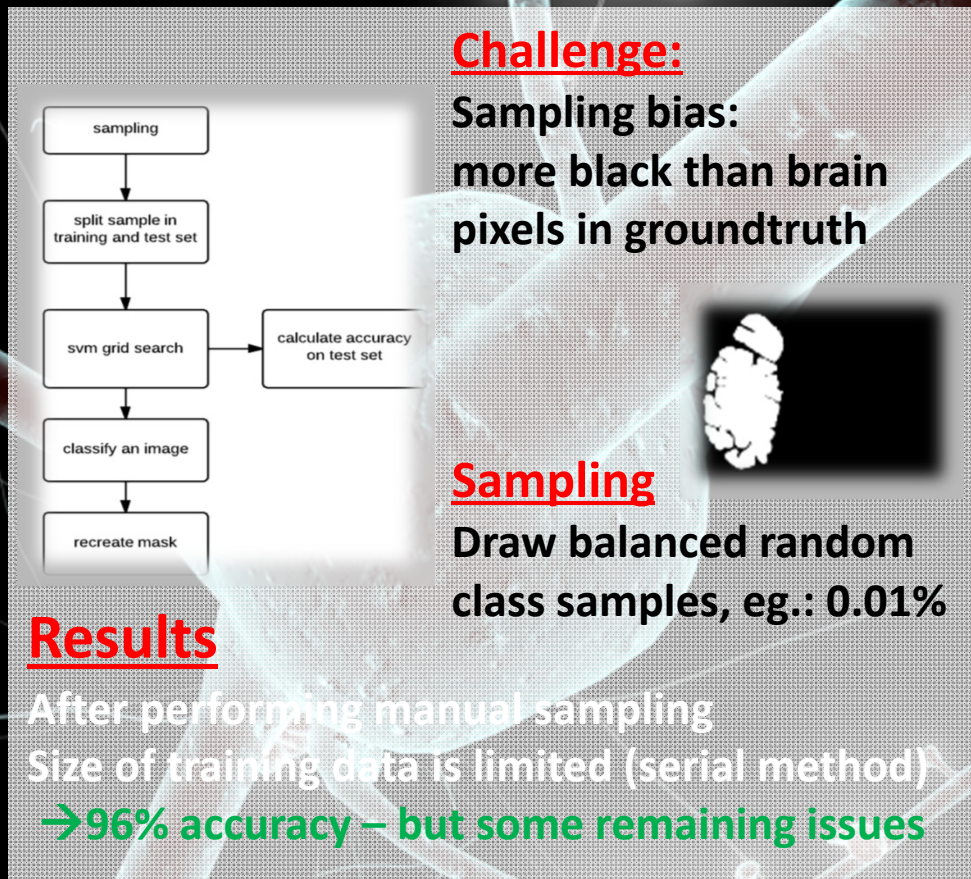 sampling
split sample in
training and test set
svm grid search
calculate accuracy
on test set
classify an image
recreate mask
Challenge:
Sampling bias:
more black than brain
pixels in groundtruth
Sampling
Draw balanced random
class samples, eg.: 0.01%
Results
After performing manual sampling
Size of training data is limited (serial method)
→96% accuracy – but some remaining issues